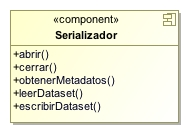 «component»
Serializador
+abrir()
+cerrar()
+obtenerMetadatos()
+leerDataset()
+escribirDataset()